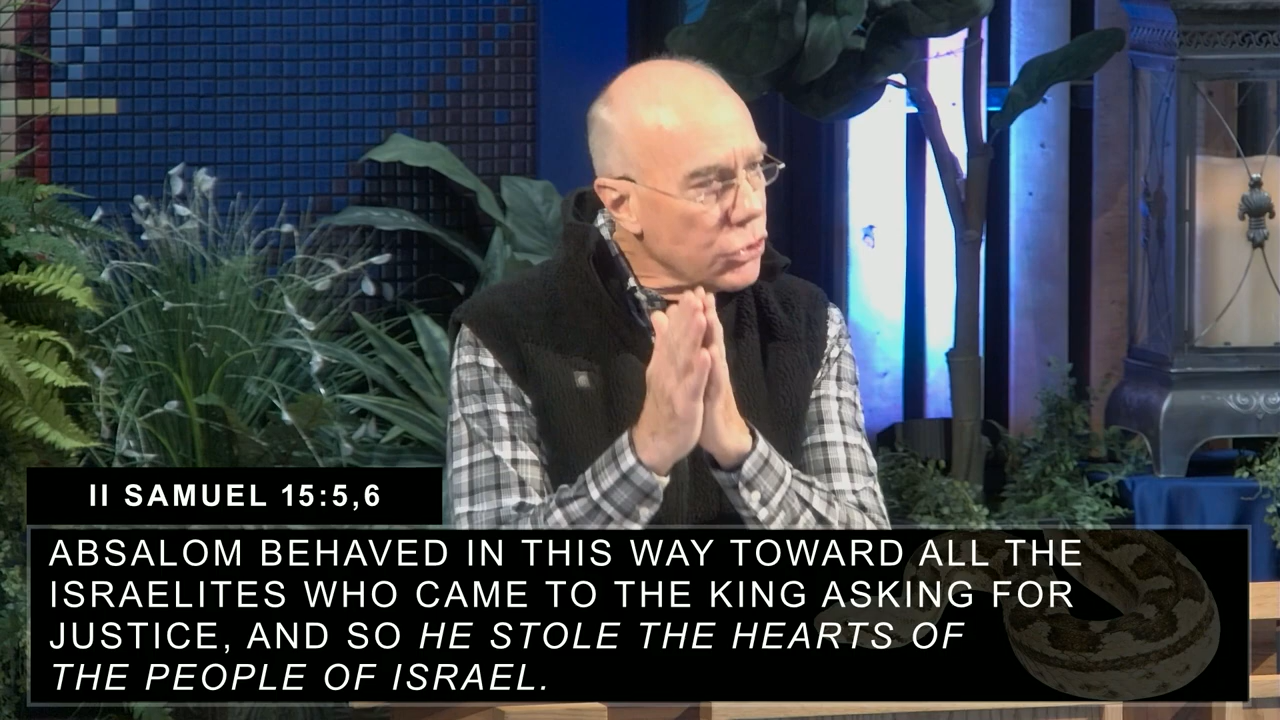 II SAMUEL 15:5,6
ABSALOM BEHAVED IN THIS WAY TOWARD ALL THE
ISRAELITES WHO CAME TO THE KING ASKING FOR
JUSTICE, AND SO HE STOLE THE HEARTS OF
THE PEOPLE OF ISRAEL.